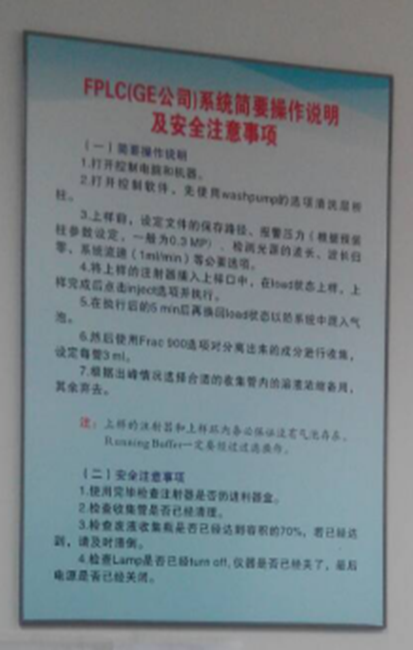 FPLC(GE公司)系统简要操作说明
及安全注意事项
(一)简要操作说明
1.打开控制电脑和机器。
2.打开控制软件，先使用washpump的选项清洗层析
柱。
3.上样前，设定文件的保存路径、报警压力（根据预装
柱参数设定，一般为0.3 MP）、检测光源的波长、波长归
零、系统流速（1ml/min）等必要选项。
4.将上样的注射器插入上样口中，在load状态上样，上
样完成后点击inject选项并执行。
5.在执行后的5 min后再换回load状态以防系统中混入气
泡。
6.然后使用Frac 900选项对分离出来的成分进行收集，
设定每管3 ml。
7.根据出峰情况选择合适的收集管内的溶液浓缩备用，
其余弃去。
注：上样的注射器和上样环内务必保证没有气泡存在。
Running Buffer一定要经过过滤操作。
(二)安全注意事项
1.使用完毕检查注射器是否扔进利器盒。
2.检查收集管是否已经清理。
3.检查废液收集瓶是否已经达到容积的70%，若已经达
到，请及时清倒。
4.检查Lamp是否已经turn off,仪器是否已经关了，最后
电源是否已经关闭。